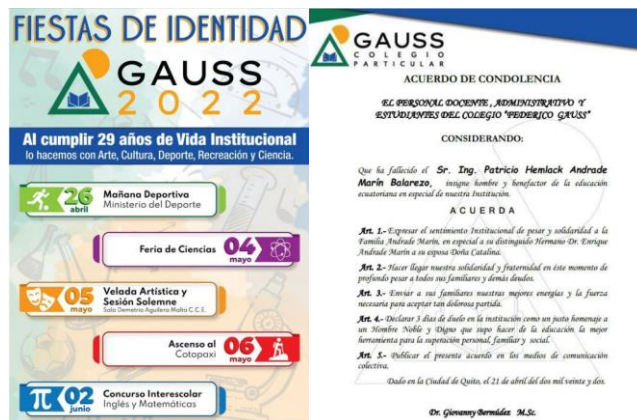 FIESTAS DE IDENTIDAD
GAUSS
2022
Al cumplir 29 años de Vida Institucional
lo hacemos con Arte, Cultura, Deporte, Recreación y Ciencia.
26
abril
Mañana Deportiva
Ministerio del Deporte
Feria de Ciencias
04
mayo
05
mayo
Velada Artística y
Sesión Solemne
Sala Demetrio Aguilera Malta C.C.E.
Ascenso al
Cotopaxi
06
mayo
02
junio
Concurso Interescolar
Inglés y Matemáticas
GAUSS
COLEGIO
PARTICULAR
ACUERDO DE CONDOLENCIA
EL PERSONAL DOCENTE , ADMINISTRATIVO Y
ESTUDIANTES DEL COLEGIO "FEDERICO GAUSS"
CONSIDERANDO:
Que ha fallecido el Sr. Ing. Patricio Hemlack Andrade
Marín Balarezo, insigne hombre y benefactor de la educación
ecuatoriana en especial de nuestra Institución.
ACUERDA
Art. 1.- Expresar el sentimiento Institucional de pesar y solidaridad a la
Familia Andrade Marín, en especial a su distinguido Hermano Dr. Enrique
Andrade Marín a su esposa Doña Catalina.
Art. 2.- Hacer llegar nuestra solidaridad y fraternidad en éste momento de
profundo pesar a todos sus familiares y demás deudos.
Art. 3.- Enviar a sus familiares nuestras mejores energías y la fuerza
necesaria para aceptar tan dolorosa partida.
Art. 4.- Declarar 3 días de duelo en la institución como un justo homenaje a
un Hombre Noble y Digno que supo hacer de la educación la mejor
herramienta para la superación personal, familiar y social.
Art. 5.- Publicar el presente acuerdo en los medios de comunicación
colectiva.
Dado en la Ciudad de Quito, el 21 de abril del dos mil veinte y dos.
Dr. Giovanny Bermúdez M.Sc.